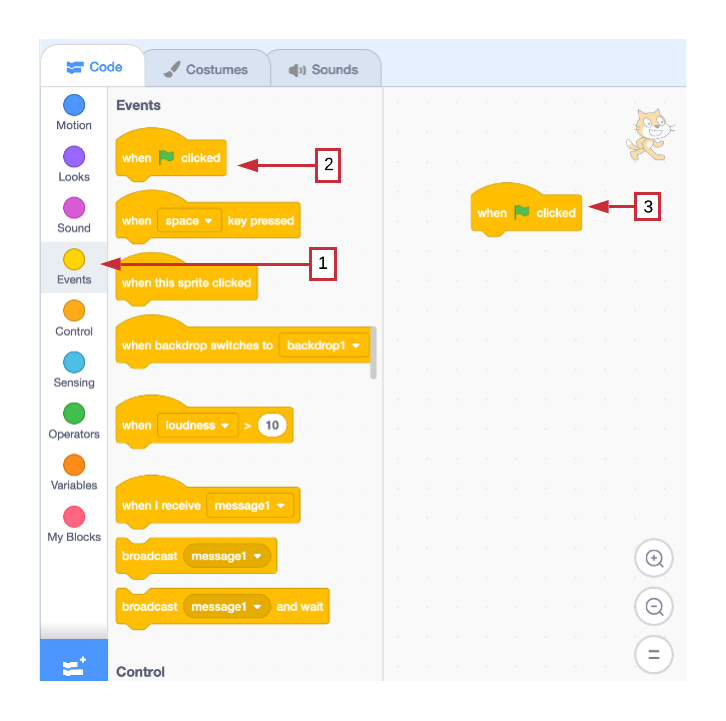 Code
Costumes
Sounds
Motion
Looks
Sound
Events
Control
Sensing
Operators
Variables
My Blocks
Events
when clicked
2
when space key pressed
1
when this sprite clicked
when backdrop switches to backdrop1
when loudness > 10
when I receive message1
broadcast message1
broadcast message1 and wait
Control
when clicked
3
=